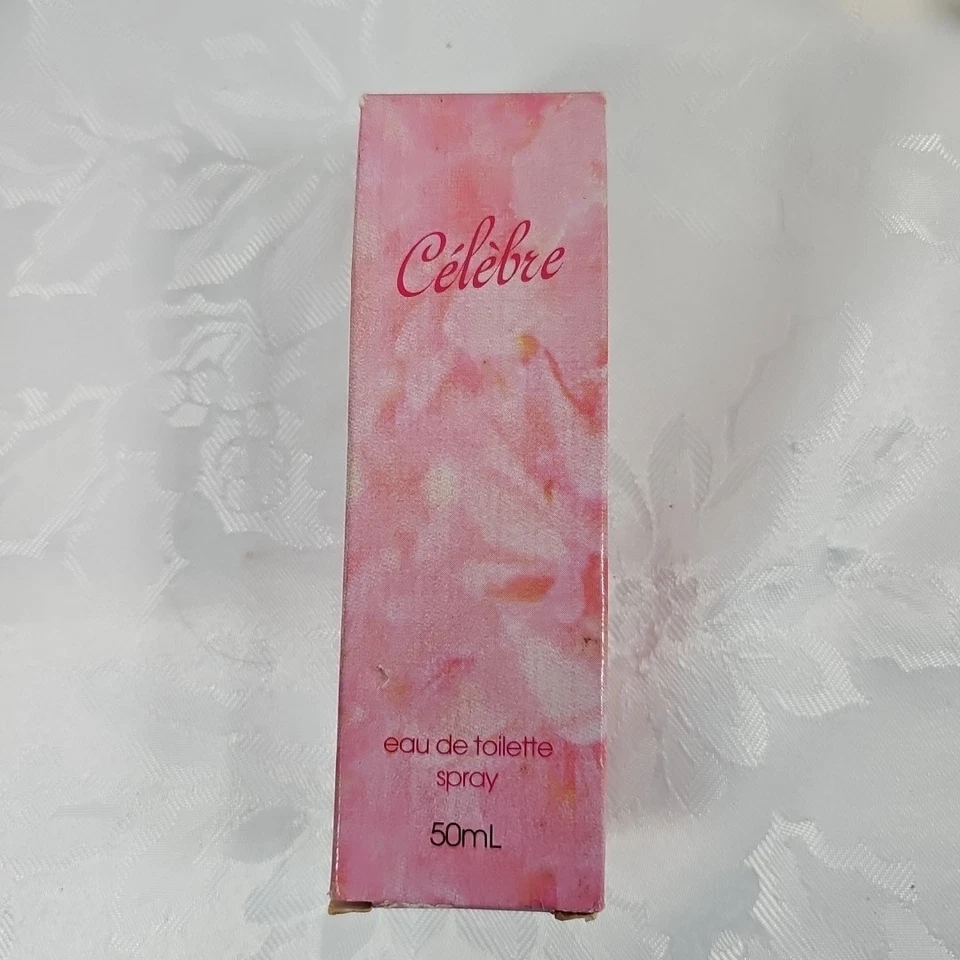 Célèbre
eau de toilette
spray
50mL